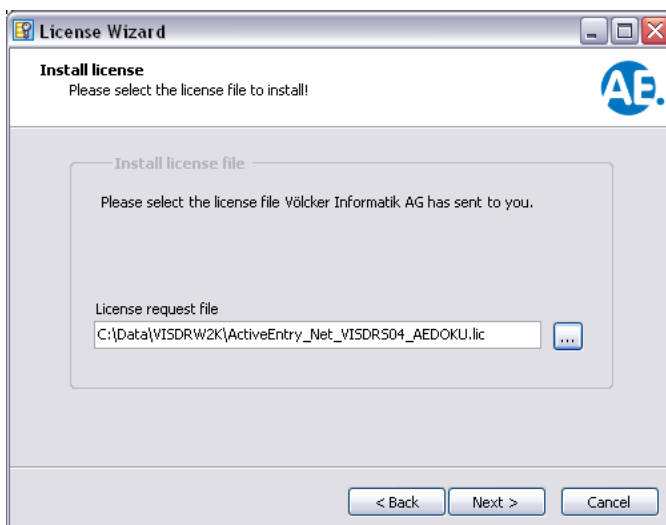 License Wizard
Install license
Please select the license file to install!
AE.
Install license file
Please select the license file Völcker Informatik AG has sent to you.
License request file
C:\Data\VISDRW2K\ActiveEntry_Net_VISDRS04_AEDOKU.lic
...
< Back
Next >
Cancel